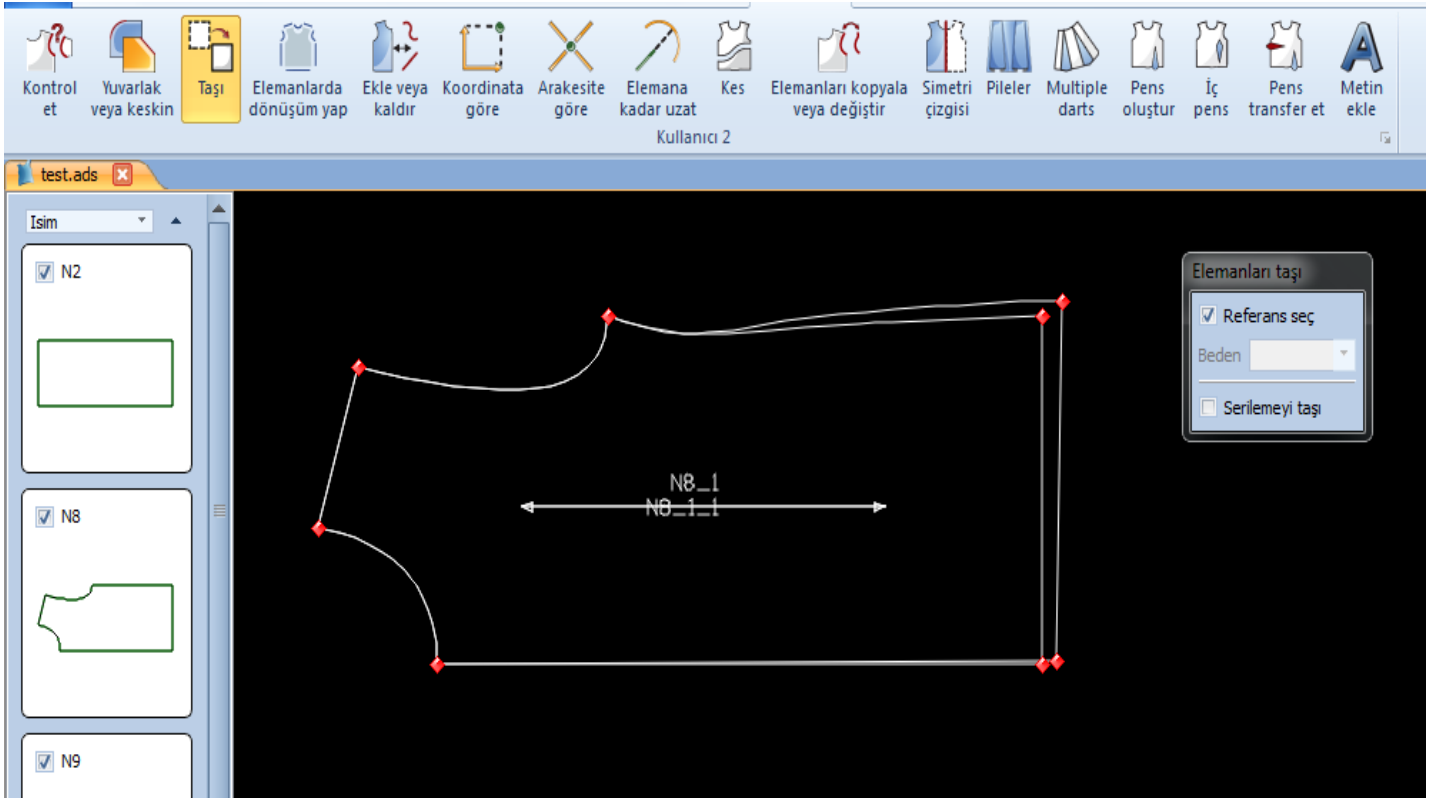 Kontrol et
Yuvarlak veya keskin
Taşı
Elemanlarda dönüşüm yap
Ekle veya kaldır
Koordinata göre
Arakesite göre
Elemana kadar uzat
Kes
Elemanları kopyala veya değiştir
Simetri çizgisi
Pileler
Multiple darts
Pens oluştur
İç pens
Pens transfer et
Metin ekle
Kullanıcı 2
test.ads
Isim
N2
N8
N9
N8_1
N8_1_1
Elemanları taşı
Referans seç
Beden
Serilemeyi taşı